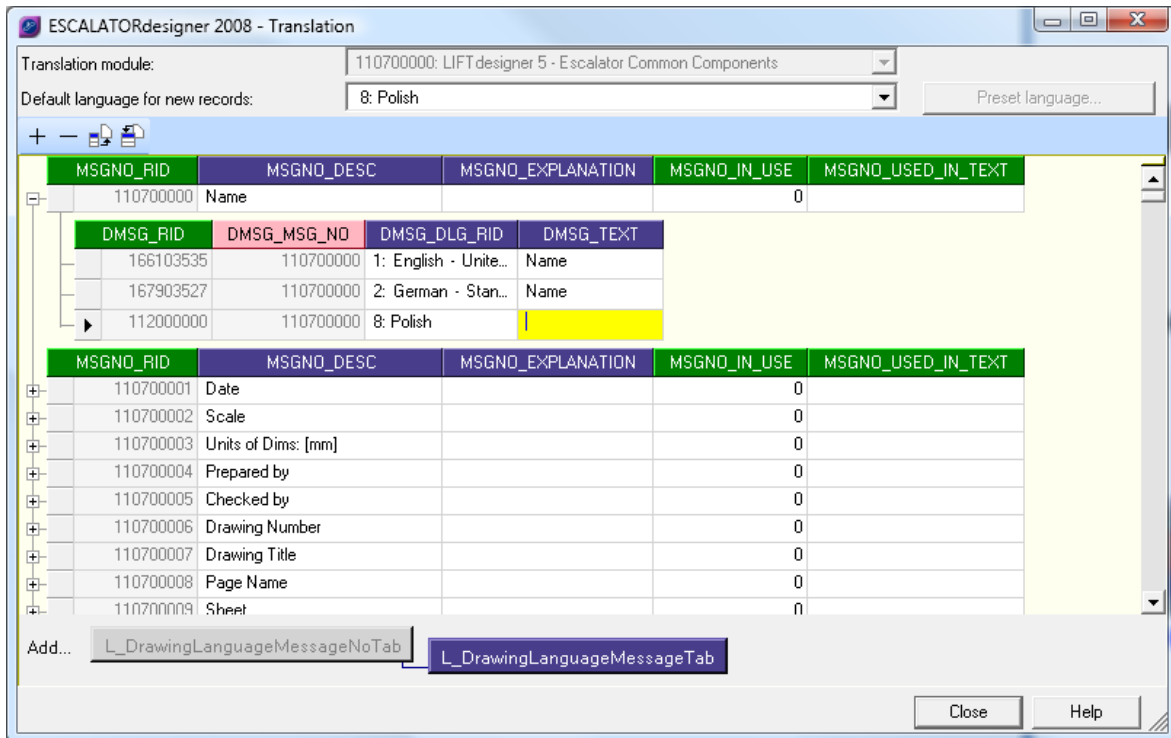 ESCALATORdesigner 2008 - Translation
Translation module: 110700000: LIFTdesigner 5 - Escalator Common Components
Default language for new records: 8: Polish Preset language...
MSGNO_RID MSGNO_DESC MSGNO_EXPLANATION MSGNO_IN_USE MSGNO_USED_IN_TEXT
110700000 Name 0
DMSG_RID DMSG_MSG_NO DMSG_DLG_RID DMSG_TEXT
166103535 110700000 1: English - Unite... Name
167903527 110700000 2: German - Stan... Name
112000000 110700000 8: Polish
MSGNO_RID MSGNO_DESC MSGNO_EXPLANATION MSGNO_IN_USE MSGNO_USED_IN_TEXT
110700001 Date 0
110700002 Scale 0
110700003 Units of Dims: [mm] 0
110700004 Prepared by 0
110700005 Checked by 0
110700006 Drawing Number 0
110700007 Drawing Title 0
110700008 Page Name 0
110700009 Sheet 0
Add... L_DrawingLanguageMessageNoTab
L_DrawingLanguageMessageTab
Close Help